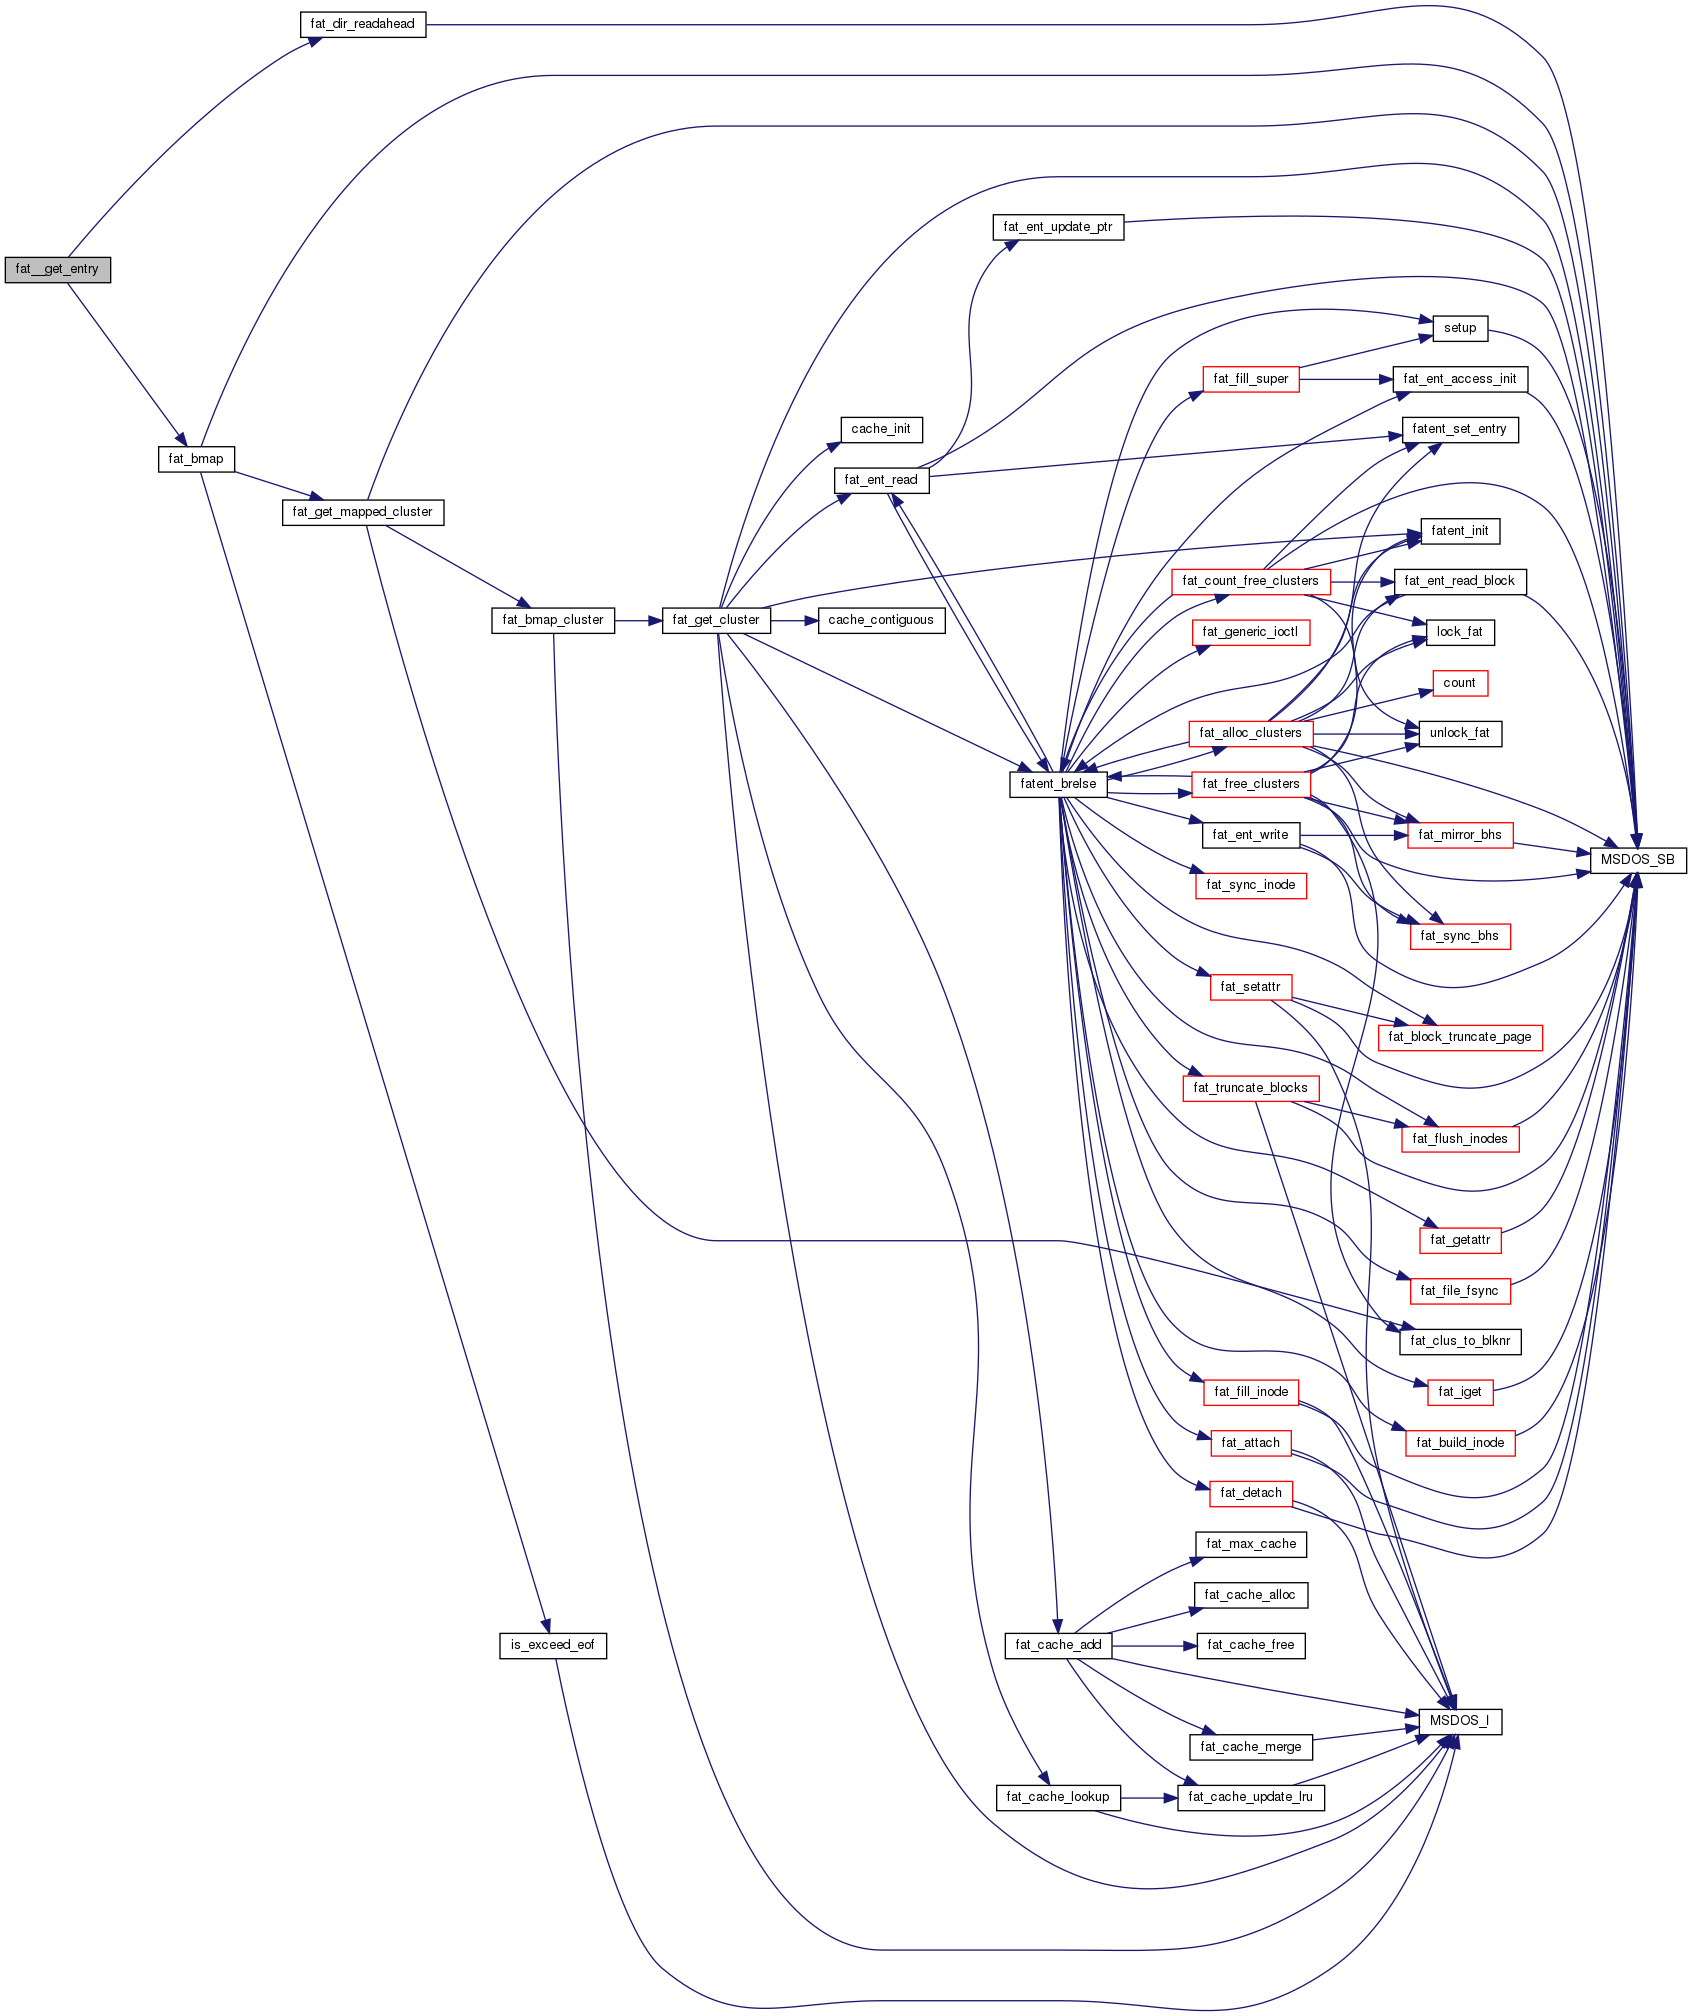 fat_dir_readahead
fat__get_entry
fat_bmap
fat_get_mapped_cluster
fat_bmap_cluster
is_exceed_eof
fat_get_cluster
cache_init
fat_ent_read
cache_contiguous
fat_ent_update_ptr
fatent_brelse
fat_cache_add
fat_cache_lookup
fat_fill_super
fat_count_free_clusters
fat_generic_ioctl
fat_alloc_clusters
fat_free_clusters
fat_ent_write
fat_sync_inode
fat_setattr
fat_truncate_blocks
fat_fill_inode
fat_attach
fat_detach
fat_max_cache
fat_cache_alloc
fat_cache_free
fat_cache_merge
fat_cache_update_lru
setup
fat_ent_access_init
fatent_set_entry
fatent_init
fat_ent_read_block
lock_fat
count
unlock_fat
fat_mirror_bhs
fat_sync_bhs
fat_block_truncate_page
fat_flush_inodes
fat_getattr
fat_file_fsync
fat_clus_to_blknr
fat_iget
fat_build_inode
MSDOS_I
MSDOS_SB